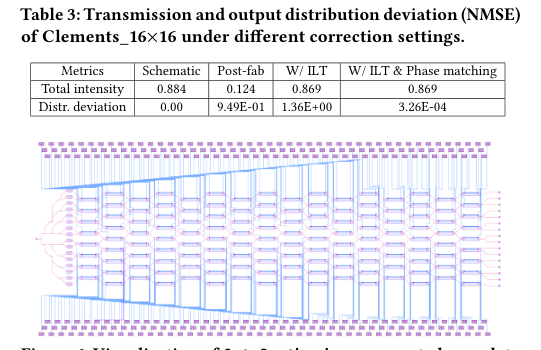 Table 3: Transmission and output distribution deviation (NMSE)
of Clements_16×16 under different correction settings.
Metrics Schematic Post-fab W/ ILT W/ ILT & Phase matching
Total intensity 0.884 0.124 0.869 0.869
Distr. deviation 0.00 9.49E-01 1.36E+00 3.26E-04